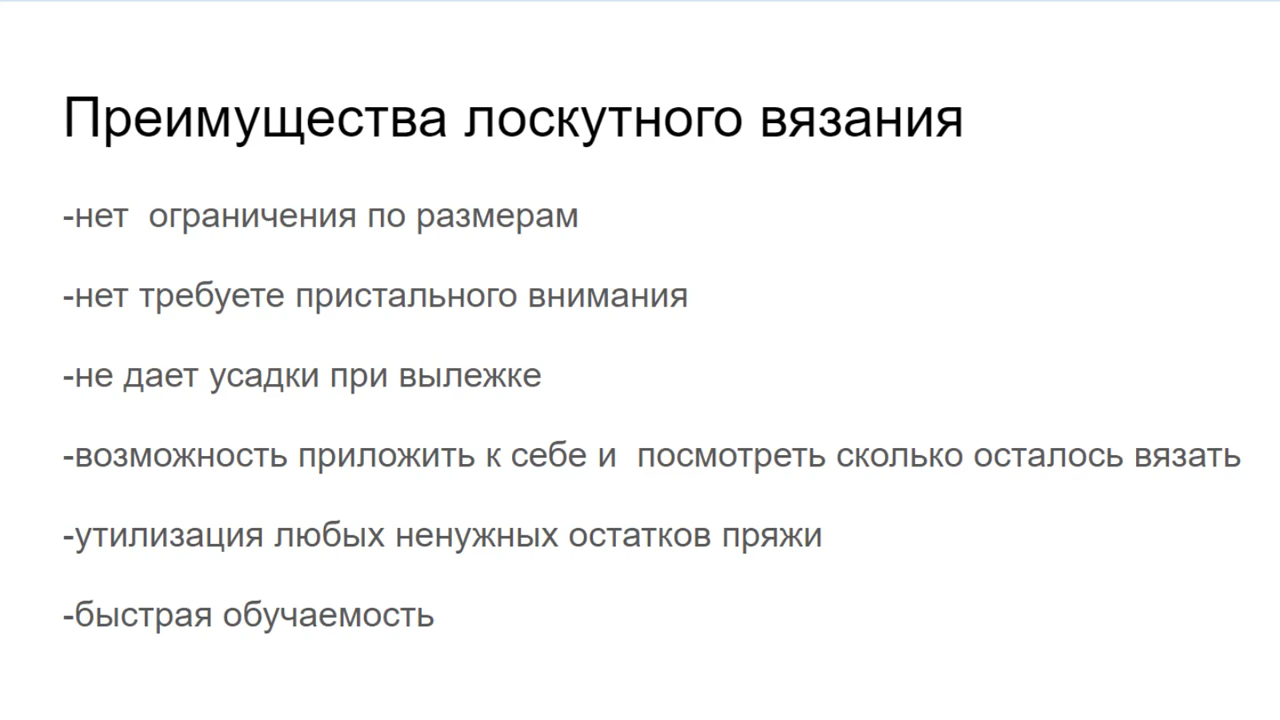 Преимущества лоскутного вязания
-нет  ограничения по размерам
-нет требуете пристального внимания
-не дает усадки при вылежке
-возможность приложить к себе и  посмотреть сколько осталось вязать
-утилизация любых ненужных остатков пряжи
-быстрая обучаемость